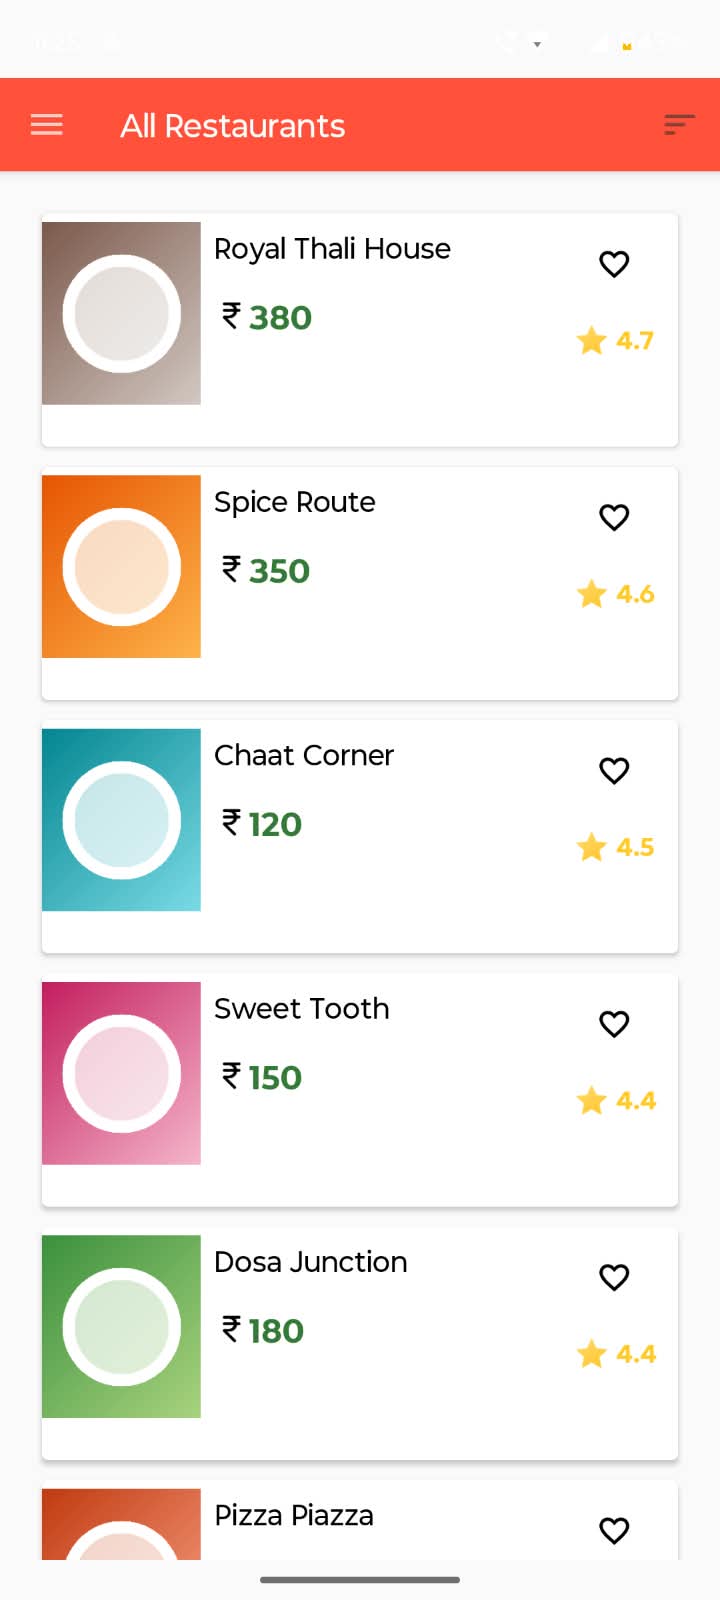 All Restaurants
Royal Thali House
₹ 380
4.7
Spice Route
₹ 350
4.6
Chaat Corner
₹ 120
4.5
Sweet Tooth
₹ 150
4.4
Dosa Junction
₹ 180
4.4
Pizza Piazza